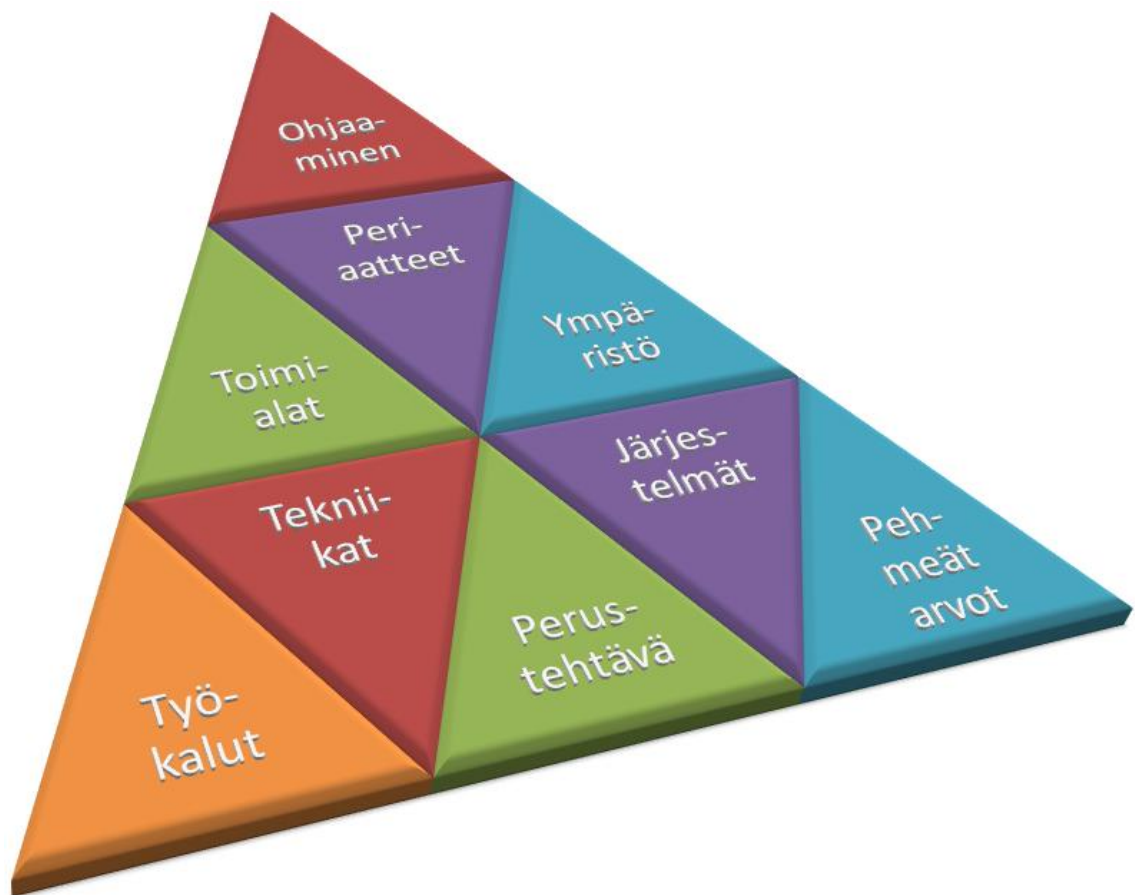 Ohjaa-
minen
Peri-
aatteet
Ympä-
ristö
Toimi-
alat
Järjes-
telmät
Teknii-
kat
Peh-
meät
arvot
Perus-
tehtävä
Työ-
kalut